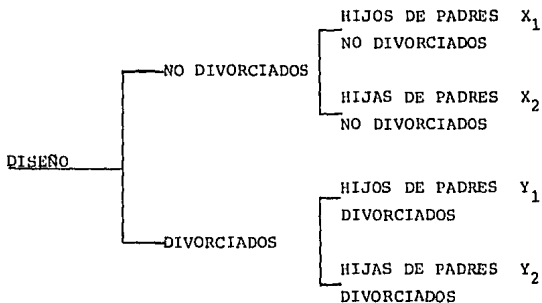 HIJOS DE PADRES X1
NO DIVORCIADOS
NO DIVORCIADOS
HIJAS DE PADRES X2
NO DIVORCIADOS
DISEÑO
HIJOS DE PADRES Y1
DIVORCIADOS
DIVORCIADOS
HIJAS DE PADRES Y2
DIVORCIADOS